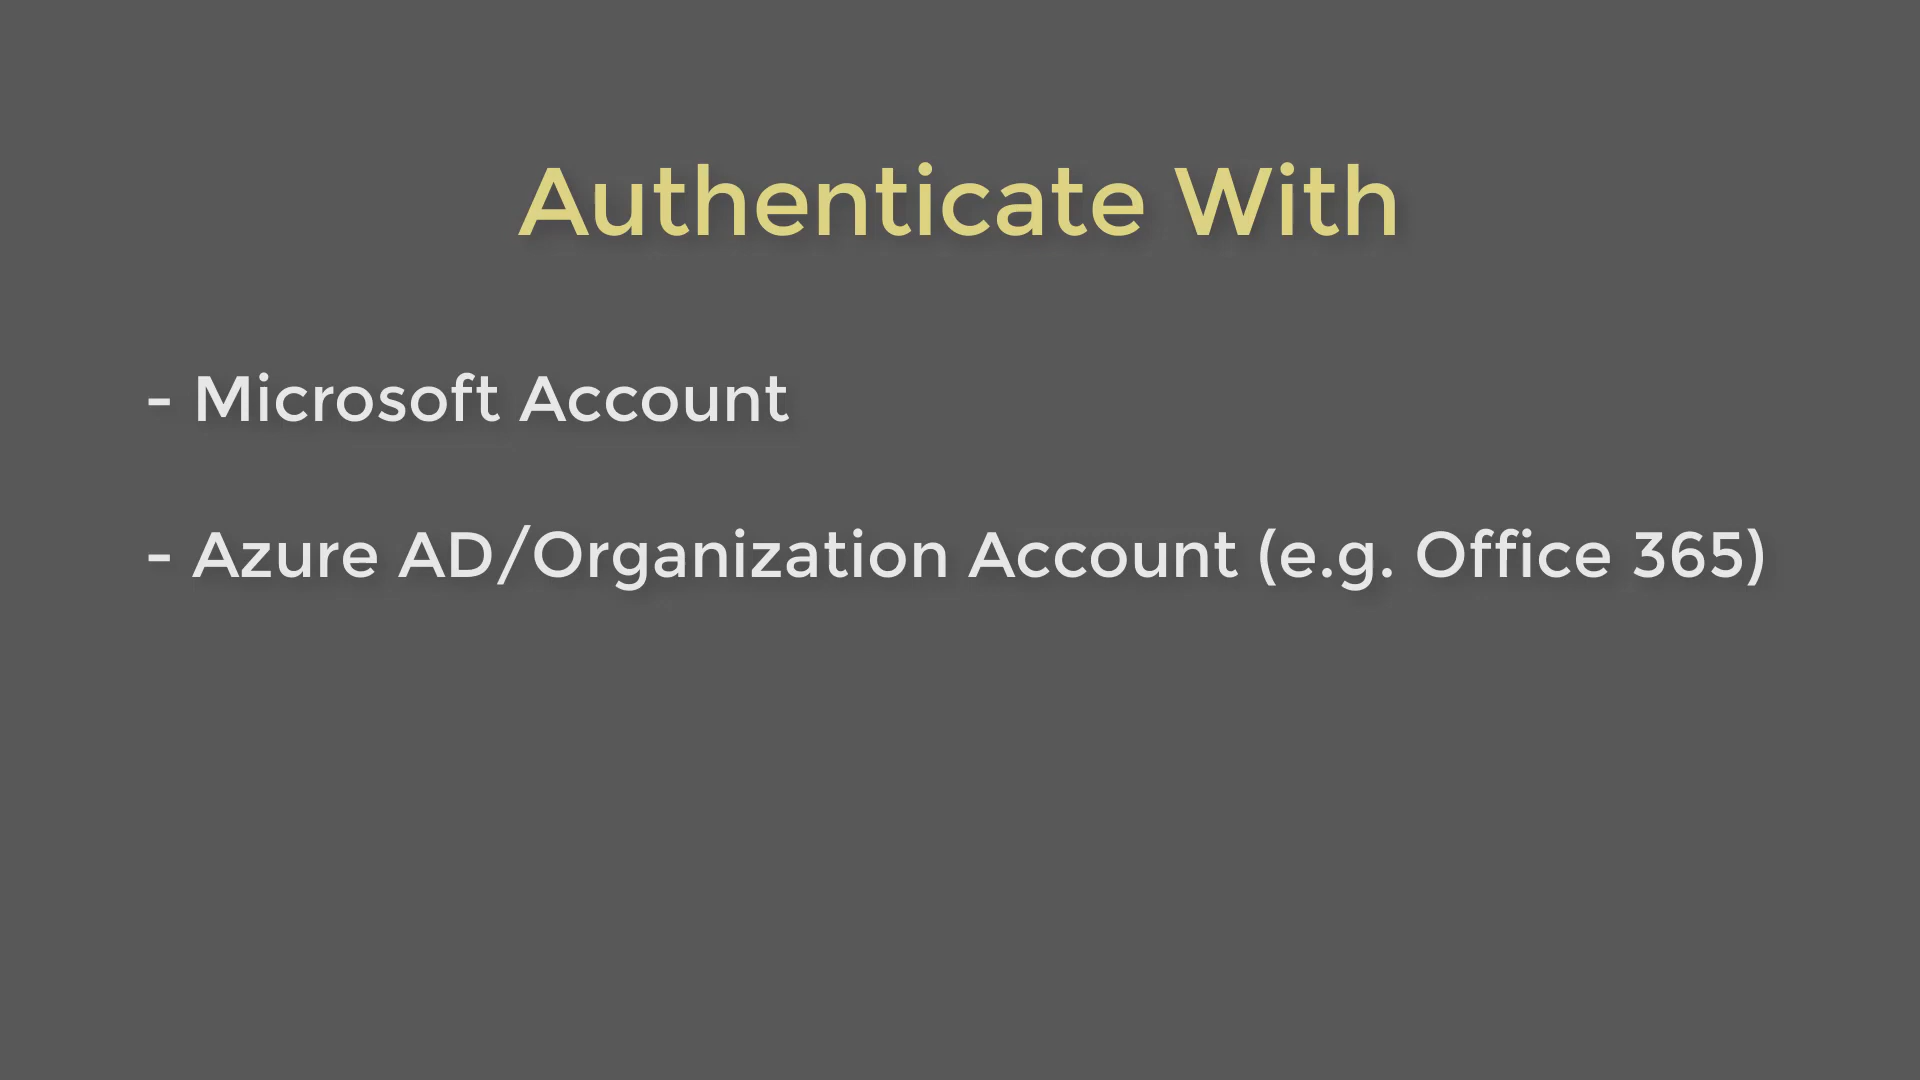 Authenticate With
- Microsoft Account
- Azure AD/Organization Account (e.g. Office 365)